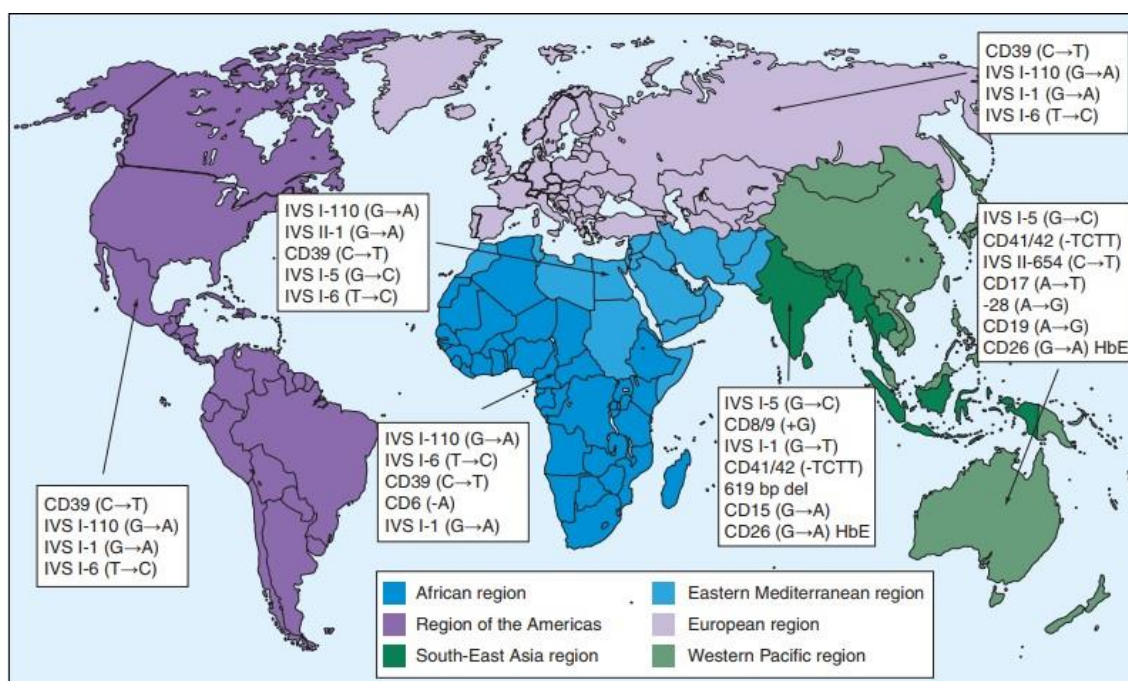 CD39 (C→T)
IVS I-110 (G→A)
IVS I-1 (G→A)
IVS I-6 (T→C)
IVS I-110 (G→A)
IVS II-1 (G→A)
CD39 (C→T)
IVS I-5 (G→C)
IVS I-6 (T→C)
IVS I-5 (G→C)
CD41/42 (-TCTT)
IVS II-654 (C→T)
CD17 (A→T)
-28 (A→G)
CD19 (A→G)
CD26 (G→A) HbE
IVS I-5 (G→C)
CD8/9 (+G)
IVS I-1 (G→T)
CD41/42 (-TCTT)
619 bp del
CD15 (G→A)
CD26 (G→A) HbE
IVS I-110 (G→A)
IVS I-6 (T→C)
CD39 (C→T)
CD6 (-A)
IVS I-1 (G→A)
CD39 (C→T)
IVS I-110 (G→A)
IVS I-1 (G→A)
IVS I-6 (T→C)
African region
Region of the Americas
South-East Asia region
Eastern Mediterranean region
European region
Western Pacific region